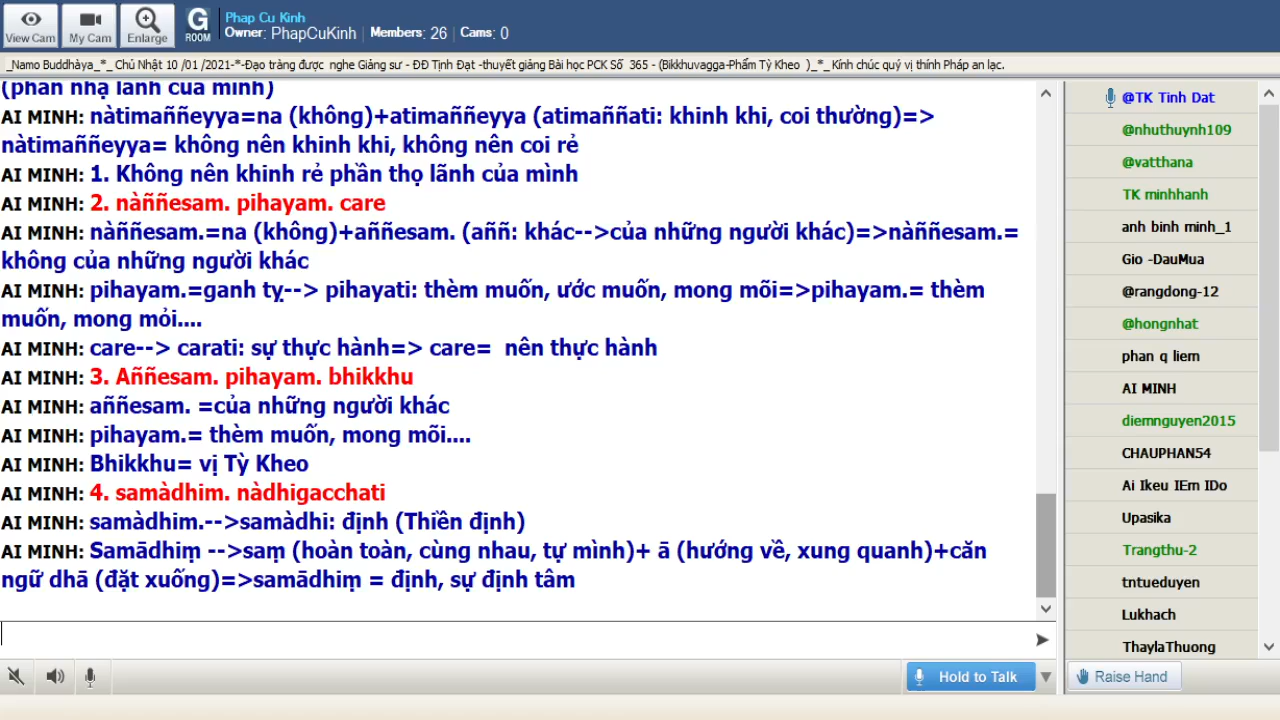 View Cam
My Cam
Enlarge
G
ROOM
Phap Cu Kinh
Owner: PhapCuKinh
Members: 26
Cams: 0
_Namo Buddhàya_*_ Chủ Nhật 10 /01 /2021-*-Đạo tràng được nghe Giảng sư - ĐĐ Tịnh Đạt -thuyết giảng Bài học PCK Số 365 - (Bikkhuvagga-Phẩm Tỳ Kheo )_*_Kính chúc quý vị thính Pháp an lạc.
(phần nhạ lãnh của mình)
AI MINH: nàtimaññeyya=na (không)+atimaññeyya (atimaññati: khinh khi, coi thường)=>
nàtimaññeyya= không nên khinh khi, không nên coi rẻ
AI MINH: 1. Không nên khinh rẻ phần thọ lãnh của mình
AI MINH: 2. nàññesam. pihayam. care
AI MINH: nàññesam.=na (không)+aññesam. (aññ: khác-->của những người khác)=>nàññesam.=
không của những người khác
AI MINH: pihayam.=ganh tỵ--> pihayati: thèm muốn, ước muốn, mong mõi=>pihayam.= thèm
muốn, mong mỏi....
AI MINH: care--> carati: sự thực hành=> care= nên thực hành
AI MINH: 3. Aññesam. pihayam. bhikkhu
AI MINH: aññesam. =của những người khác
AI MINH: pihayam.= thèm muốn, mong mõi....
AI MINH: Bhikkhu= vị Tỳ Kheo
AI MINH: 4. samàdhim. nàdhigacchati
AI MINH: samàdhim.-->samàdhi: định (Thiền định)
AI MINH: Samādhiṃ -->saṃ (hoàn toàn, cùng nhau, tự mình)+ ā (hướng về, xung quanh)+căn
ngữ dhā (đặt xuống)=>samādhiṃ = định, sự định tâm
@TK Tinh Dat
@nhuthuynh109
@vatthana
TK minhhanh
anh binh minh_1
Gio -DauMua
@rangdong-12
@hongnhat
phan q liem
AI MINH
diemnguyen2015
CHAUPHAN54
Ai Ikeu IEm IDo
Upasika
Trangthu-2
tntueduyen
Lukhach
ThaylaThuong
Hold to Talk
Raise Hand